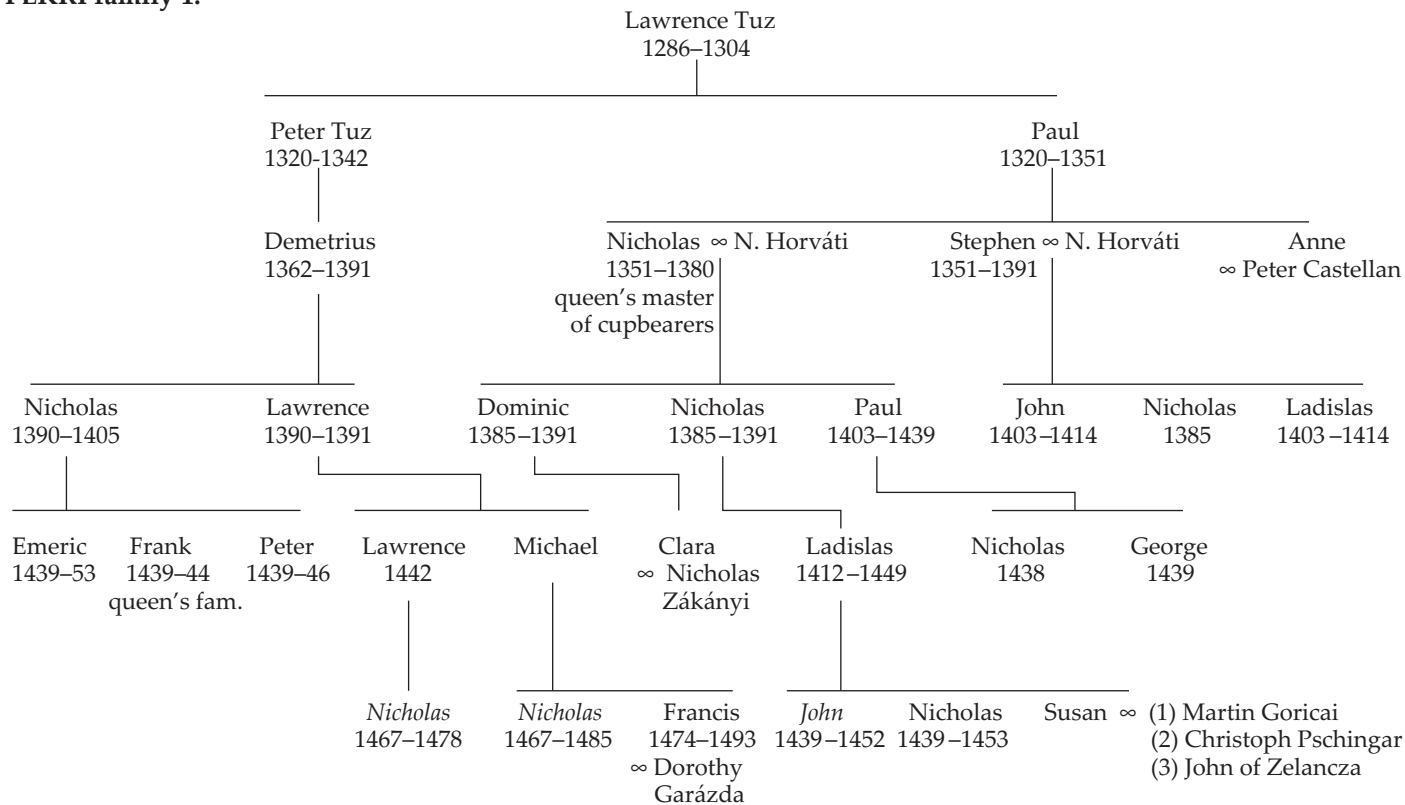 Lawrence Tuz
1286–1304
Peter Tuz Paul
1320-1342 1320–1351
Demetrius Nicholas ∞ N. Horváti Stephen ∞ N. Horváti Anne
1362–1391 1351–1380 1351–1391 ∞ Peter Castellan
queen's master
of cupbearers
Nicholas Lawrence Dominic Nicholas Paul John Nicholas Ladislas
1390–1405 1390–1391 1385–1391 1385–1391 1403–1439 1403–1414 1385 1403–1414
Emeric Frank Peter Lawrence Michael Clara Ladislas Nicholas George
1439–53 1439–44 1439–46 1442 ∞ Nicholas 1412–1449 1438 1439
queen's fam. Zákányi
Nicholas Nicholas Francis John Nicholas Susan ∞ (1) Martin Goricai
1467–1478 1467–1485 1474–1493 1439–1452 1439–1453 (2) Christoph Pschingar
∞ Dorothy (3) John of Zelancza
Garázda